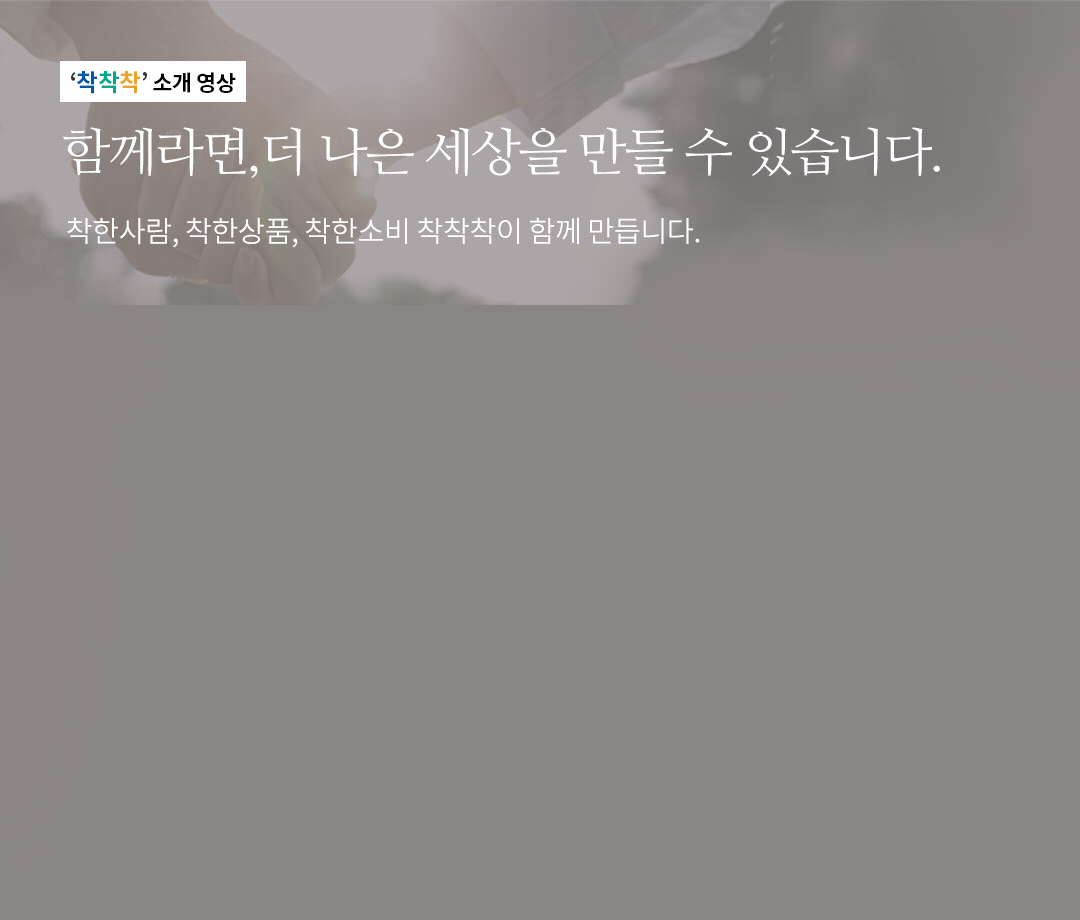 ‘착착착’ 소개 영상
함께라면,더 나은 세상을 만들 수 있습니다.
착한사람, 착한상품, 착한소비 착착착이 함께 만듭니다.